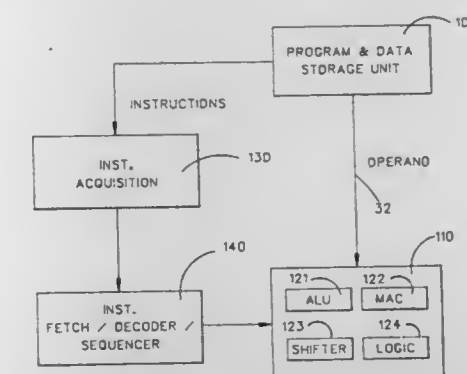 10
PROGRAM & DATA
STORAGE UNIT
INSTRUCTIONS
INST.
ACQUISITION
130
OPERAND
32
140
110
INST.
FETCH / DECODER /
SEQUENCER
121
122
ALU
MAC
123
124
SHIFTER
LOGIC